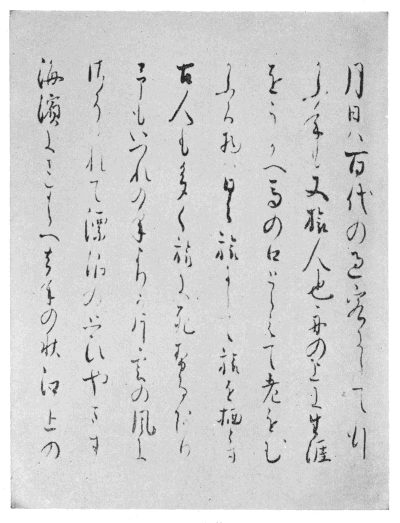 月日は百代の過客にして行
かふ年も又旅人也舟の上に生涯
をうかへ馬の口とらえて老をむ
かふる物は日々旅にして旅を栖とす
古人も多く旅に死せるあり
予もいつれの年よりか片雲の風に
さそはれて漂泊の思ひやます
海濱にさすらへ去年の秋江上の